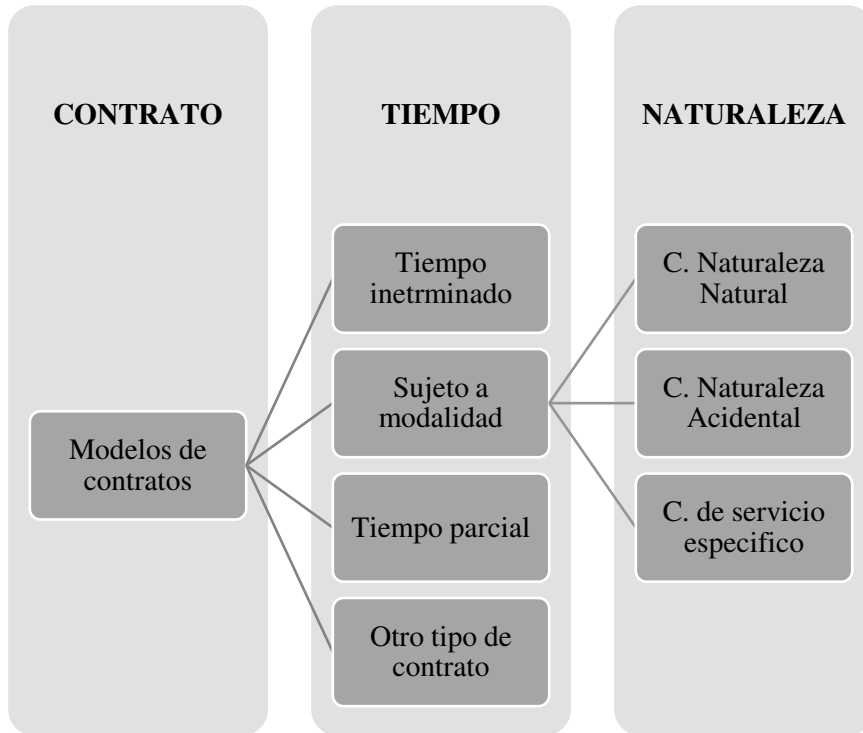 CONTRATO
TIEMPO
NATURALEZA
Modelos de
contratos
Tiempo
inetrminado
Sujeto a
modalidad
Tiempo parcial
Otro tipo de
contrato
C. Naturaleza
Natural
C. Naturaleza
Acidental
C. de servicio
especifico